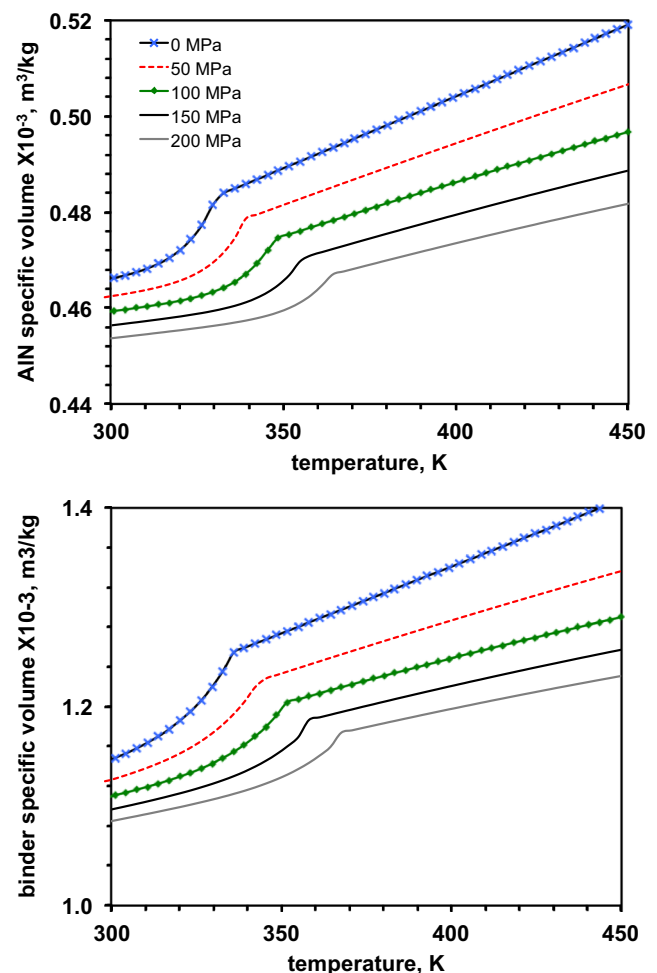 AlN specific volume X10⁻³, m³/kg
0.52
0.50
0.48
0.46
0.44
0 MPa
50 MPa
100 MPa
150 MPa
200 MPa
300 350 400 450
temperature, K
binder specific volume X10-3, m3/kg
1.4
1.2
1.0
300 350 400 450
temperature, K